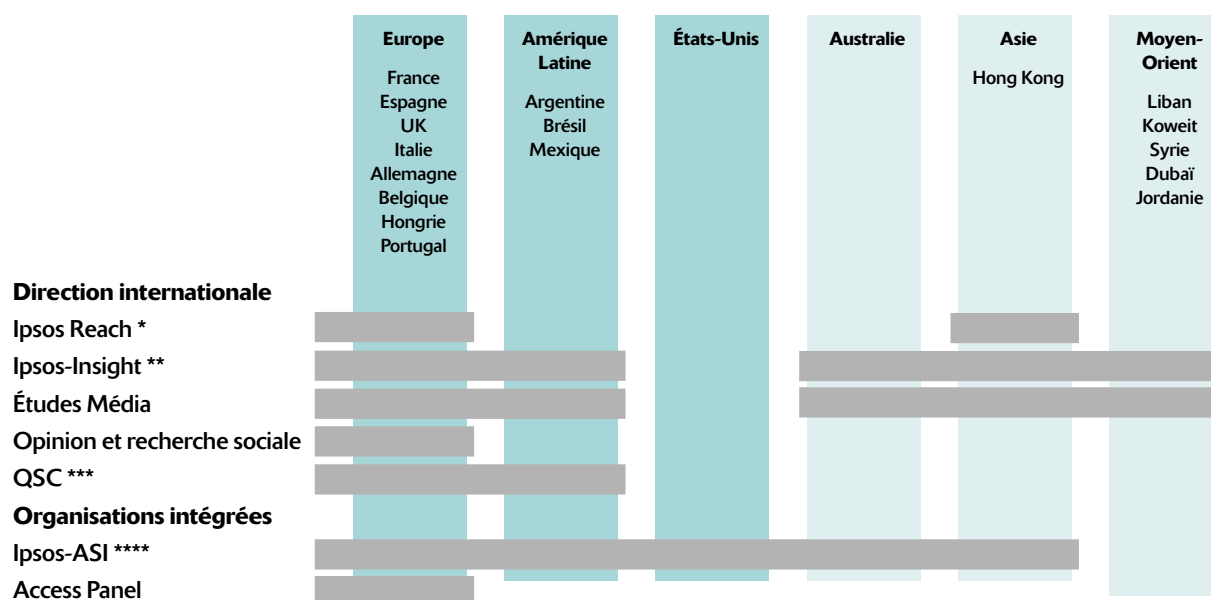 Europe
France
Espagne
UK
Italie
Allemagne
Belgique
Hongrie
Portugal
Amérique
Latine
Argentine
Brésil
Mexique
États-Unis
Australie
Asie
Hong Kong
Moyen-
Orient
Liban
Koweit
Syrie
Dubaï
Jordanie
Direction internationale
Ipsos Reach *
Ipsos-Insight **
Études Média
Opinion et recherche sociale
QSC ***
Organisations intégrées
Ipsos-ASI ****
Access Panel